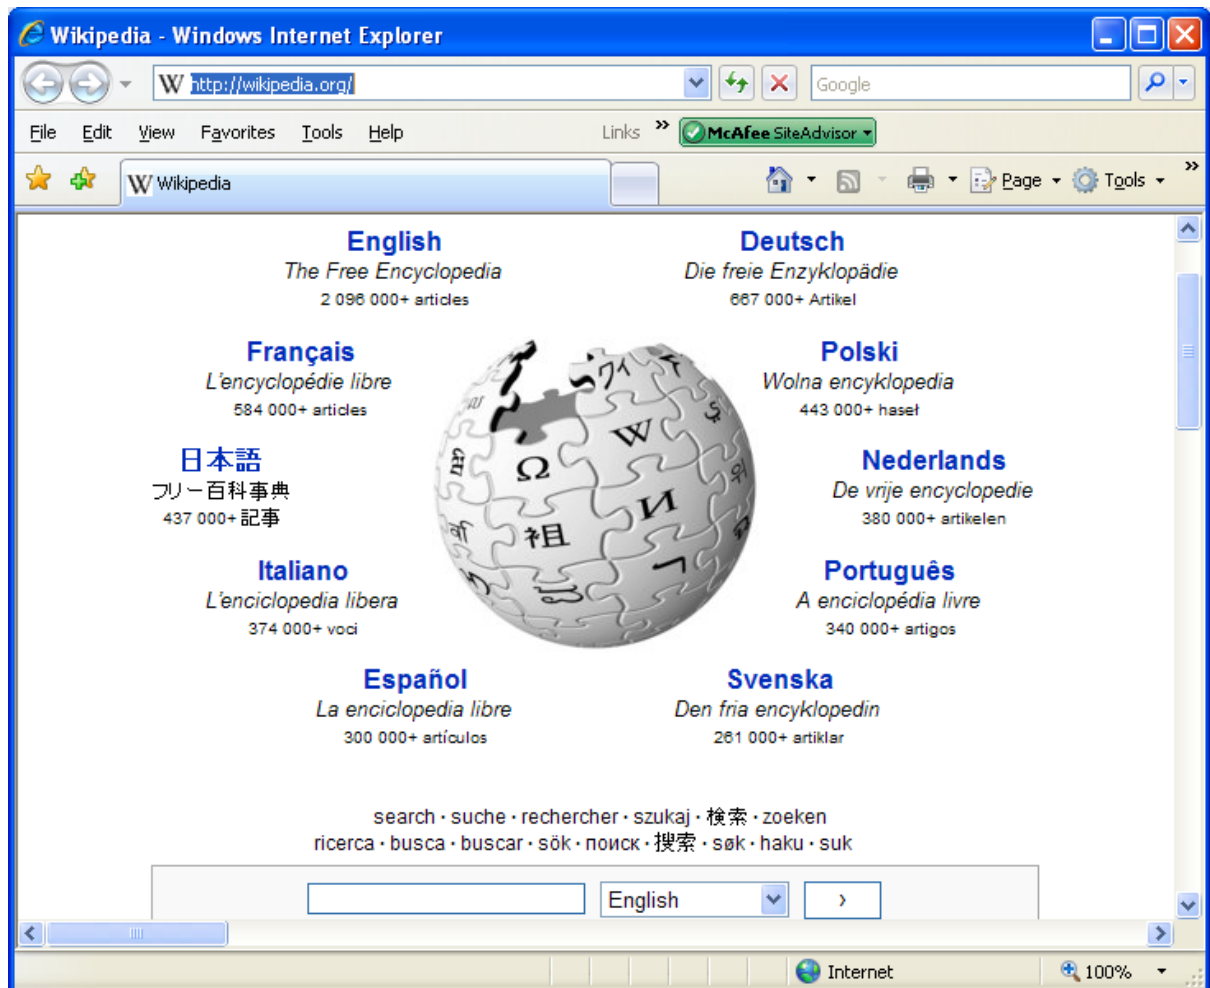 Wikipedia - Windows Internet Explorer
http://wikipedia.org/
Google
File Edit View Favorites Tools Help
Links » McAfee SiteAdvisor
Wikipedia
Page Tools »
English
The Free Encyclopedia
2 096 000+ articles
Deutsch
Die freie Enzyklopädie
667 000+ Artikel
Français
L'encyclopédie libre
584 000+ articles
Polski
Wolna encyklopedia
443 000+ haseł
日本語
フリー百科事典
437 000+ 記事
Nederlands
De vrije encyclopedie
380 000+ artikelen
Italiano
L'enciclopedia libera
374 000+ voci
Português
A enciclopédia livre
340 000+ artigos
Español
La enciclopedia libre
300 000+ artículos
Svenska
Den fria encyklopedin
261 000+ artiklar
W
Ω
И
祖
search · suche · rechercher · szukaj · 検索 · zoeken
ricerca · busca · buscar · sök · поиск · 搜索 · søk · haku · suk
English
Internet
100%